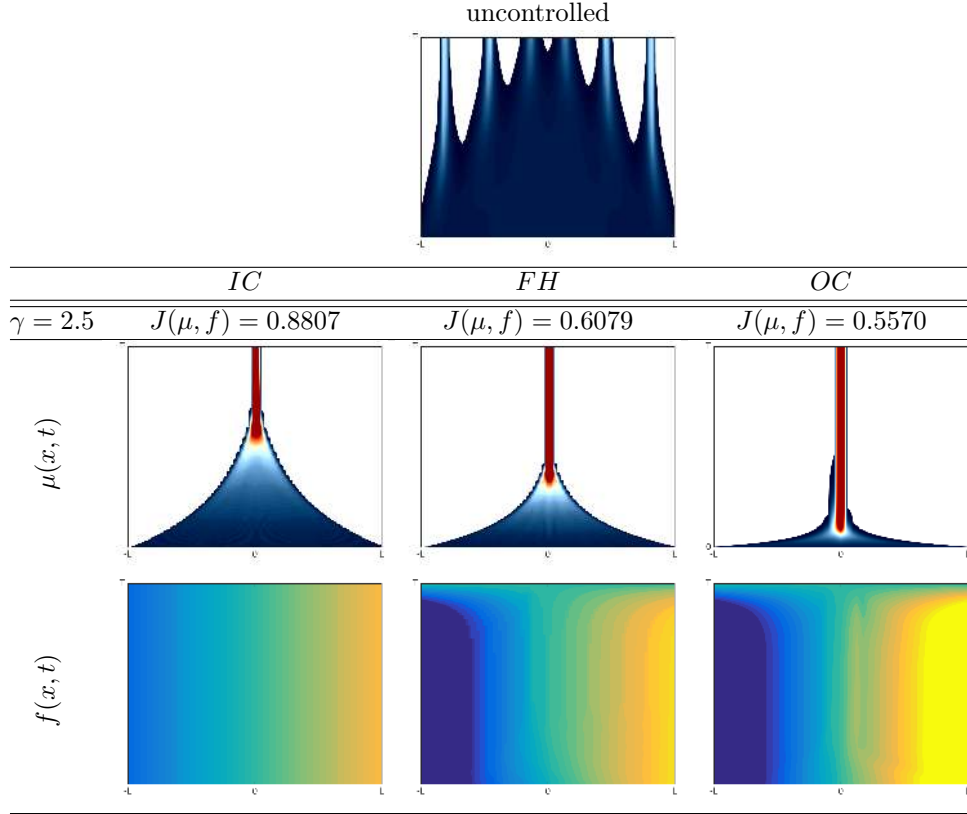 uncontrolled
-L 0 L
IC FH OC
γ = 2.5 J(μ, f) = 0.8807 J(μ, f) = 0.6079 J(μ, f) = 0.5570
μ(x, t)
0
-L 0 L -L 0 L -L 0 L
f(x, t)
-L 0 L -L 0 L -L 0 L